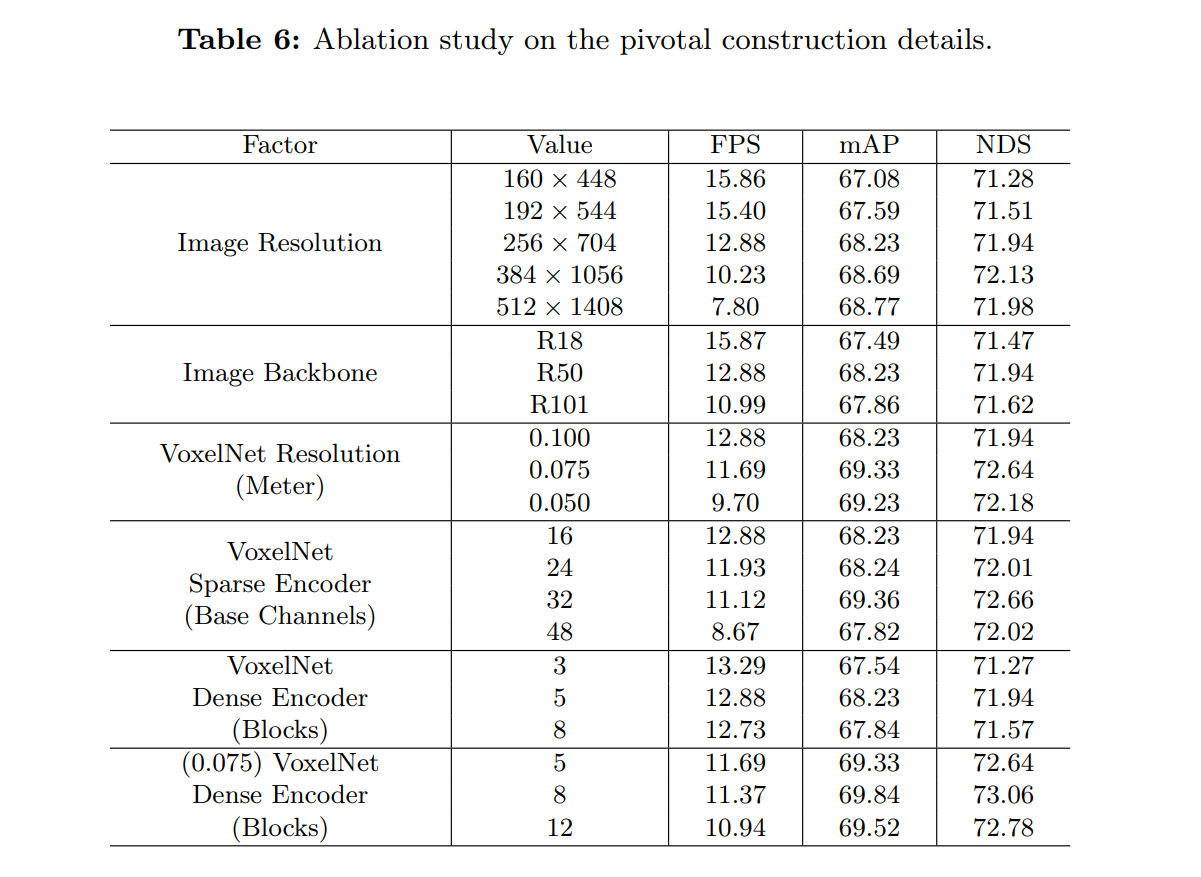 Table 6: Ablation study on the pivotal construction details.
Factor Value FPS mAP NDS
160 × 448 15.86 67.08 71.28
192 × 544 15.40 67.59 71.51
Image Resolution 256 × 704 12.88 68.23 71.94
384 × 1056 10.23 68.69 72.13
512 × 1408 7.80 68.77 71.98
R18 15.87 67.49 71.47
Image Backbone R50 12.88 68.23 71.94
R101 10.99 67.86 71.62
0.100 12.88 68.23 71.94
VoxelNet Resolution
0.075 11.69 69.33 72.64
(Meter)
0.050 9.70 69.23 72.18
16 12.88 68.23 71.94
VoxelNet
24 11.93 68.24 72.01
Sparse Encoder
32 11.12 69.36 72.66
(Base Channels)
48 8.67 67.82 72.02
VoxelNet 3 13.29 67.54 71.27
Dense Encoder 5 12.88 68.23 71.94
(Blocks) 8 12.73 67.84 71.57
(0.075) VoxelNet 5 11.69 69.33 72.64
Dense Encoder 8 11.37 69.84 73.06
(Blocks) 12 10.94 69.52 72.78